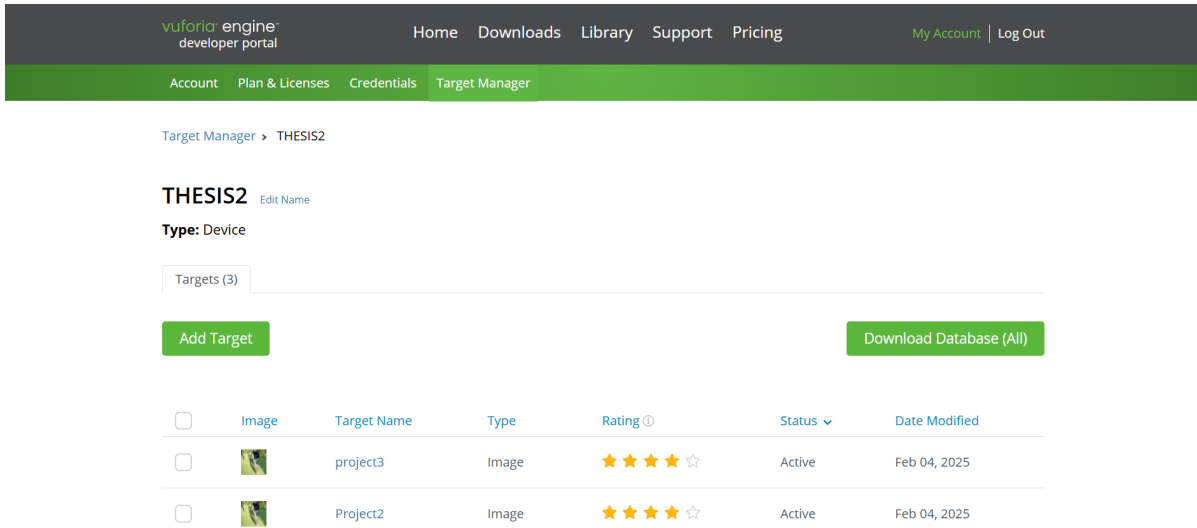 vuforia engine™
developer portal
Home Downloads Library Support Pricing
My Account | Log Out
Account Plan & Licenses Credentials Target Manager
Target Manager > THESIS2
THESIS2 Edit Name
Type: Device
Targets (3)
Add Target
Download Database (All)
Image Target Name Type Rating Status Date Modified
project3 Image Active Feb 04, 2025
Project2 Image Active Feb 04, 2025